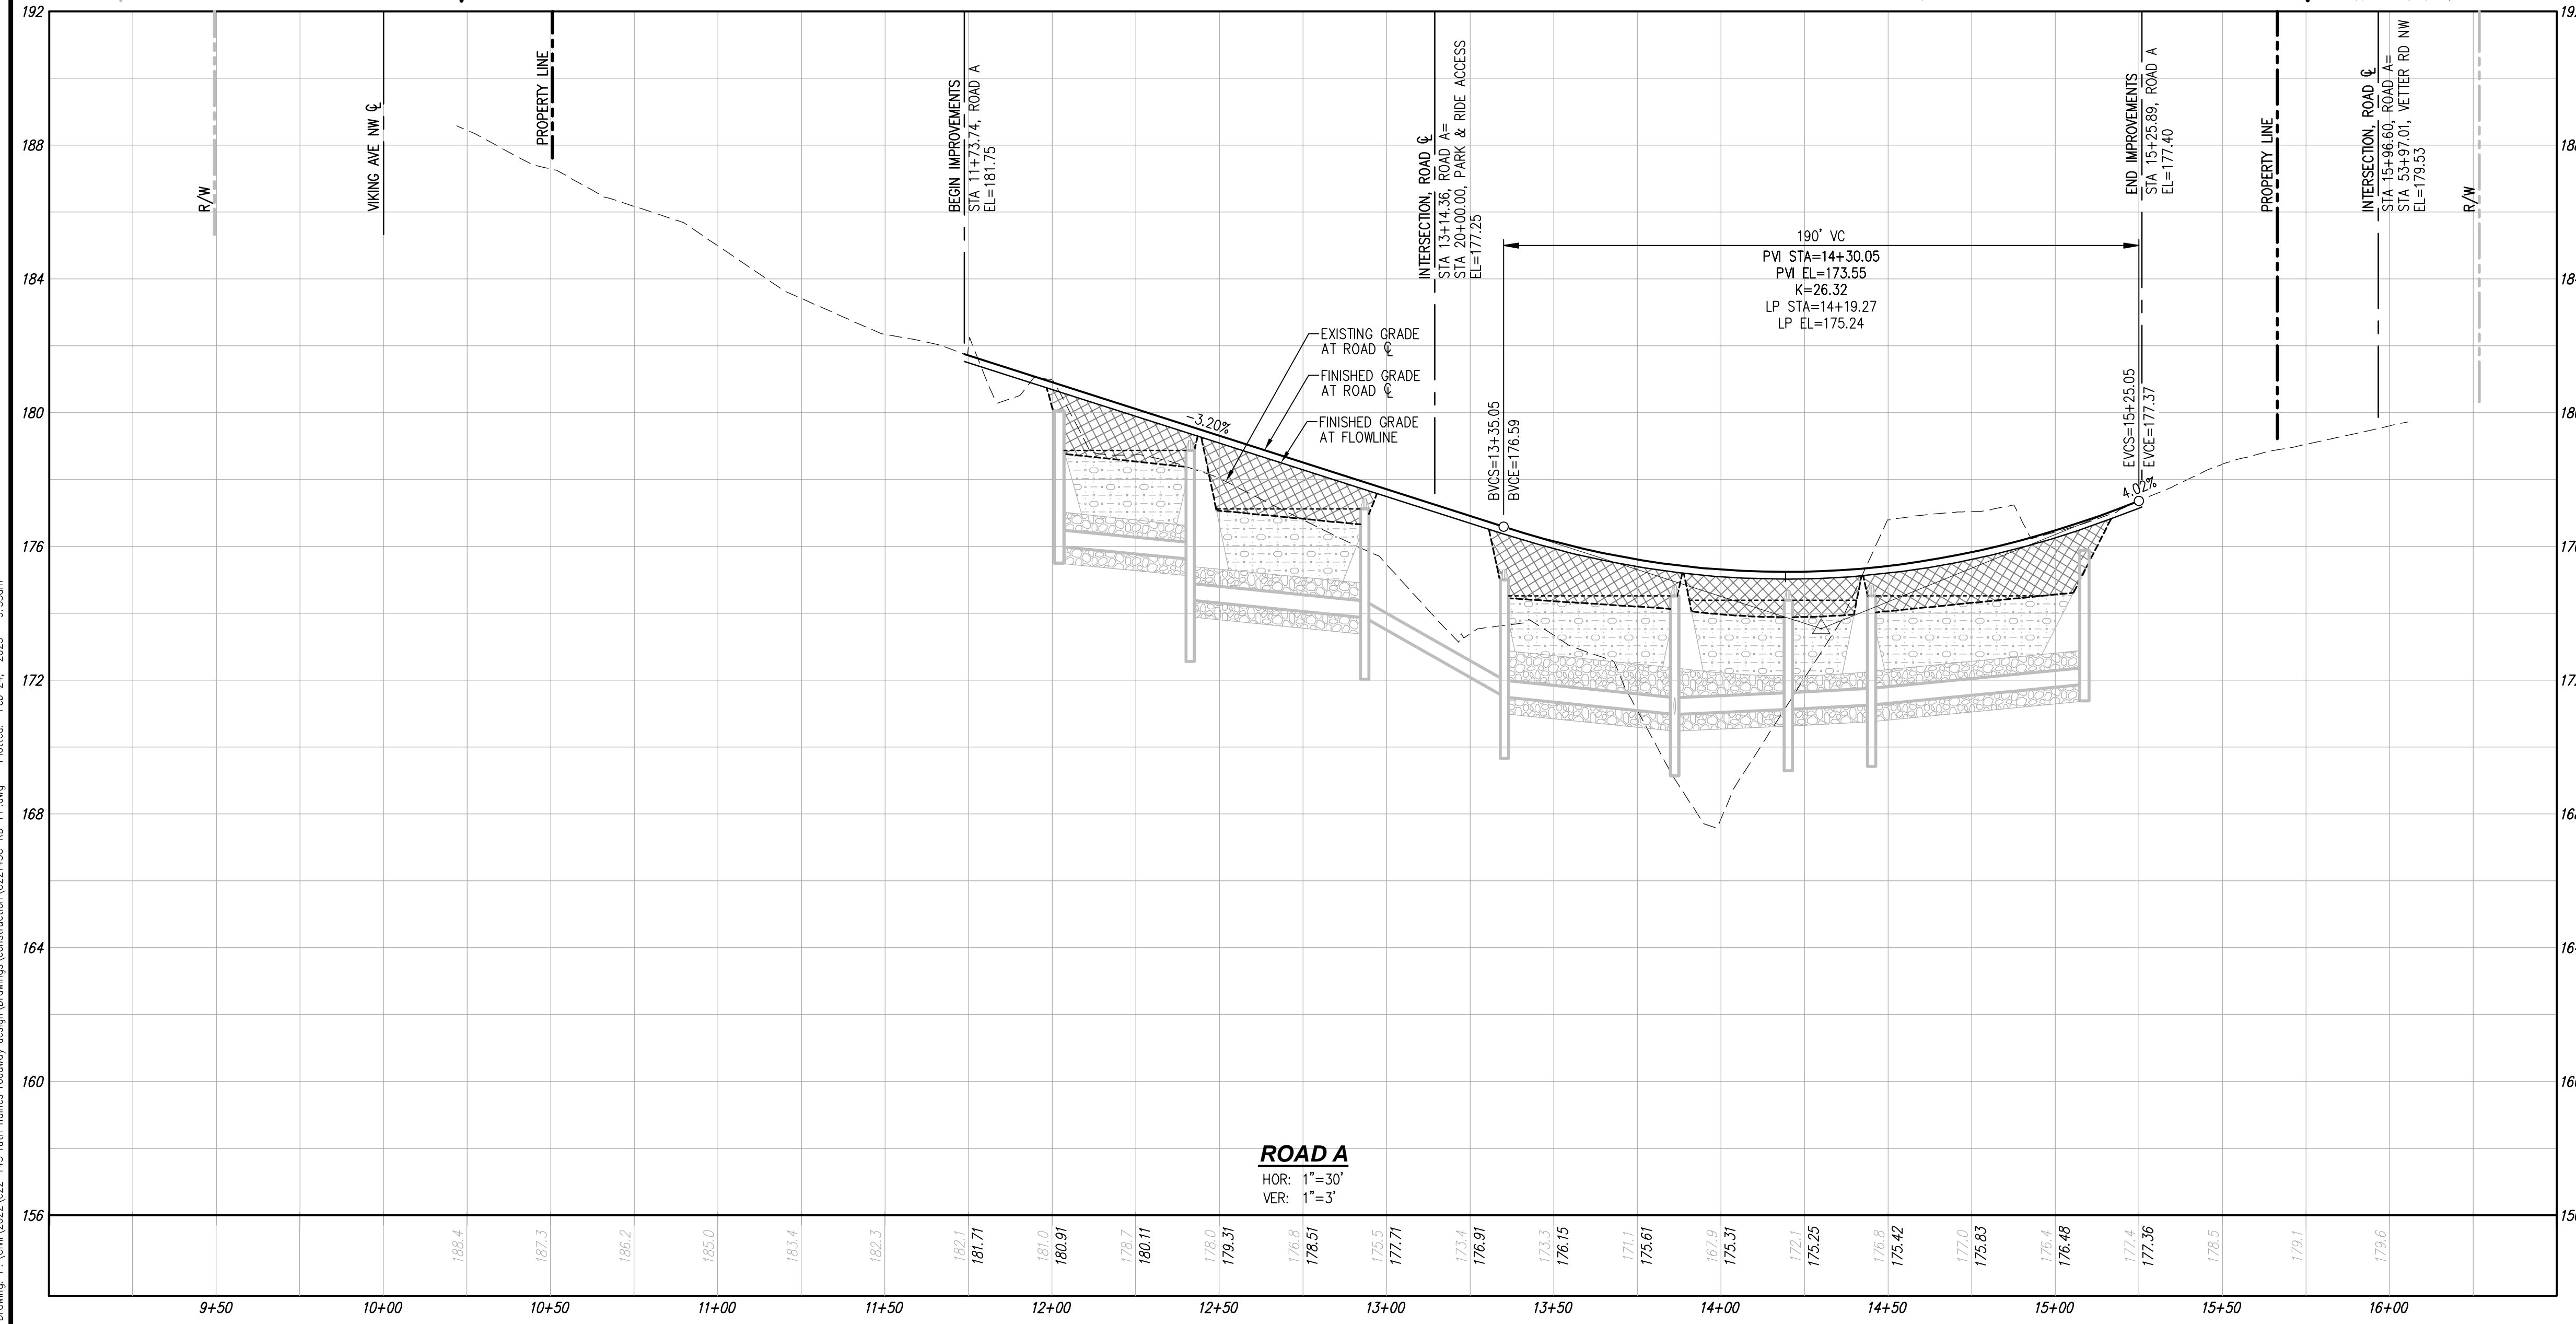 192
188
184
180
176
172
168
164
160
156
R/W
VIKING AVE NW ℄
PROPERTY LINE
BEGIN IMPROVEMENTS
STA 11+73.74, ROAD A
EL=181.75
INTERSECTION, ROAD ℄
STA 13+14.36, ROAD A=
STA 20+00.00, PARK & RIDE ACCESS
EL=177.25
END IMPROVEMENTS
STA 15+25.89, ROAD A
EL=177.40
PROPERTY LINE
INTERSECTION, ROAD ℄
STA 15+96.60, ROAD A=
STA 53+97.01, VETTER RD NW
EL=179.53
R/W
190' VC
PVI STA=14+30.05
PVI EL=173.55
K=26.32
LP STA=14+19.27
LP EL=175.24
EXISTING GRADE
AT ROAD ℄
FINISHED GRADE
AT ROAD ℄
FINISHED GRADE
AT FLOWLINE
-3.20%
BVCS=13+35.05
BVCE=176.59
EVCS=15+25.05
EVCE=177.37
4.02%
ROAD A
HOR: 1"=30'
VER: 1"=3'
188.4
187.3
186.2
185.0
183.4
182.3
182.1
181.71
181.0
180.91
178.7
180.11
178.0
179.31
176.8
178.51
175.5
177.71
173.4
176.91
173.3
176.15
171.1
175.61
167.9
175.31
172.1
175.25
176.8
175.42
177.0
175.83
176.4
176.48
177.4
177.36
178.5
179.1
179.6
9+50
10+00
10+50
11+00
11+50
12+00
12+50
13+00
13+50
14+00
14+50
15+00
15+50
16+00